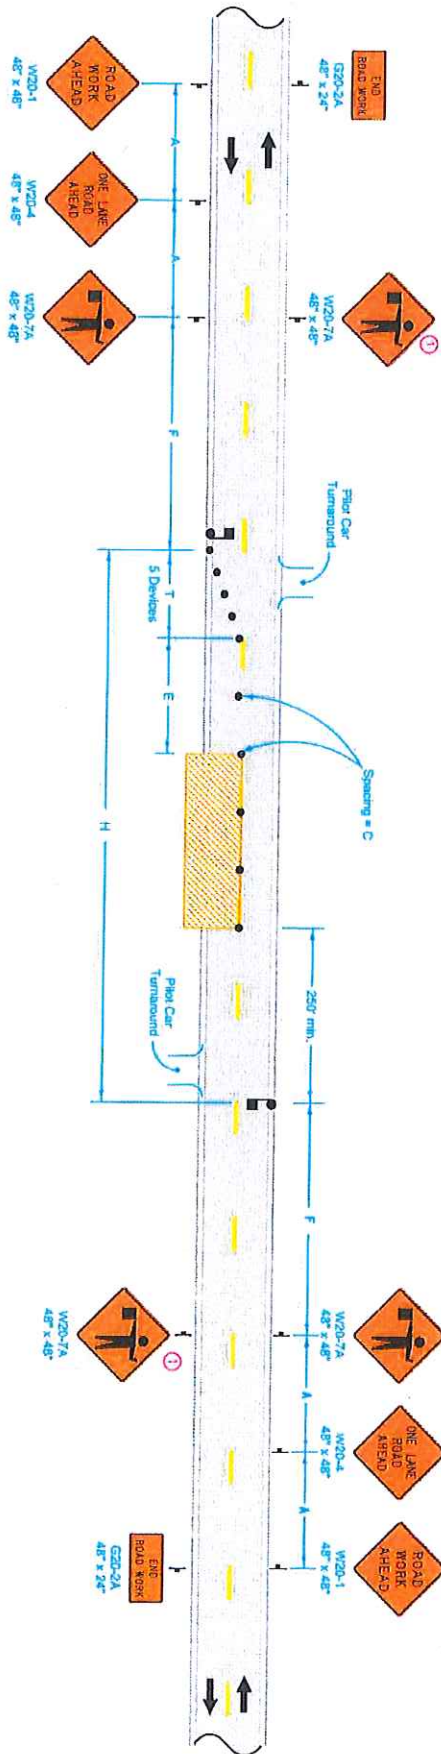 END
ROAD WORK
G20-2A
48" x 24"
ROAD
WORK
AHEAD
W20-1
48" x 48"
A
ONE LANE
ROAD
AHEAD
W20-4
48" x 48"
A
W20-7A
48" x 48"
1
W20-7A
48" x 48"
F
Pilot Car
Turnaround
T
5 Devices
E
Spacing = C
H
250' min.
Pilot Car
Turnaround
F
W20-7A
48" x 48"
W20-7A
48" x 48"
1
A
ONE LANE
ROAD
AHEAD
W20-4
48" x 48"
A
ROAD
WORK
AHEAD
W20-1
48" x 48"
END
ROAD WORK
G20-2A
48" x 24"